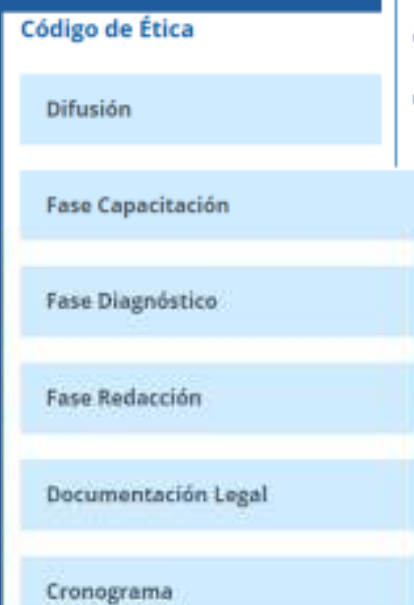 Código de Ética
Difusión
Fase Capacitación
Fase Diagnóstico
Fase Redacción
Documentación Legal
Cronograma